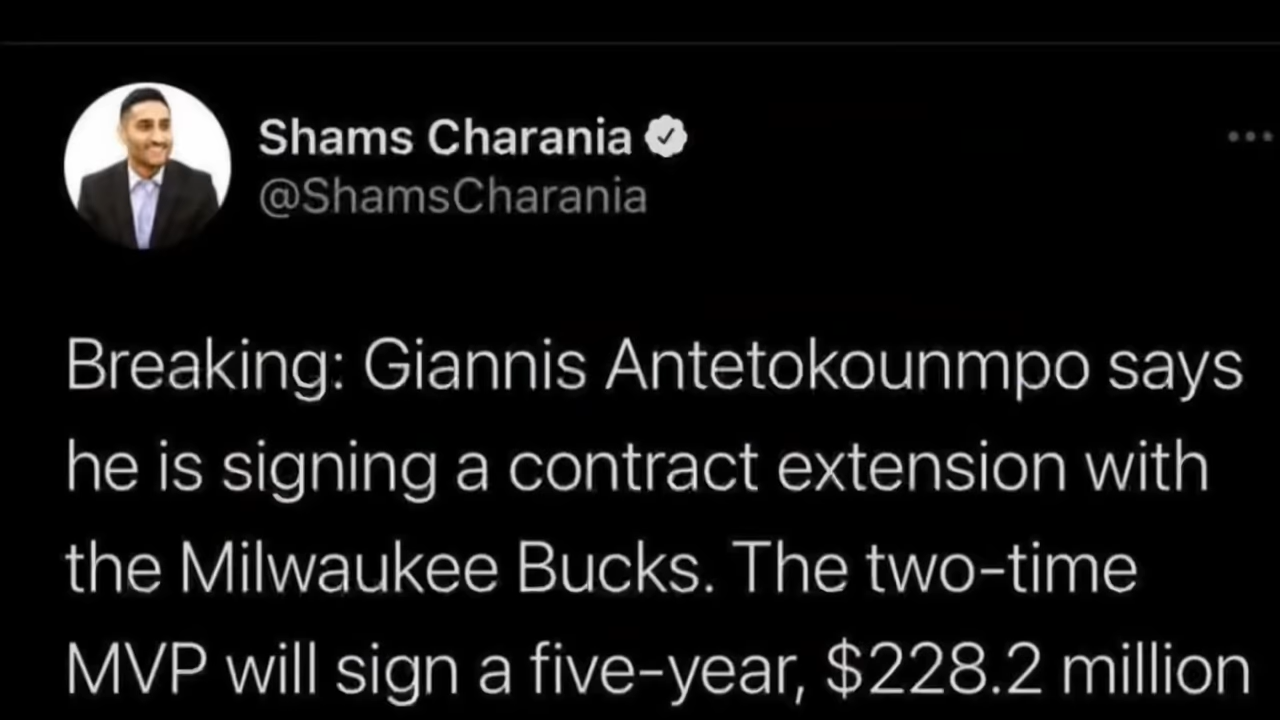 Shams Charania
@ShamsCharania
Breaking: Giannis Antetokounmpo says
he is signing a contract extension with
the Milwaukee Bucks. The two-time
MVP will sign a five-year, $228.2 million